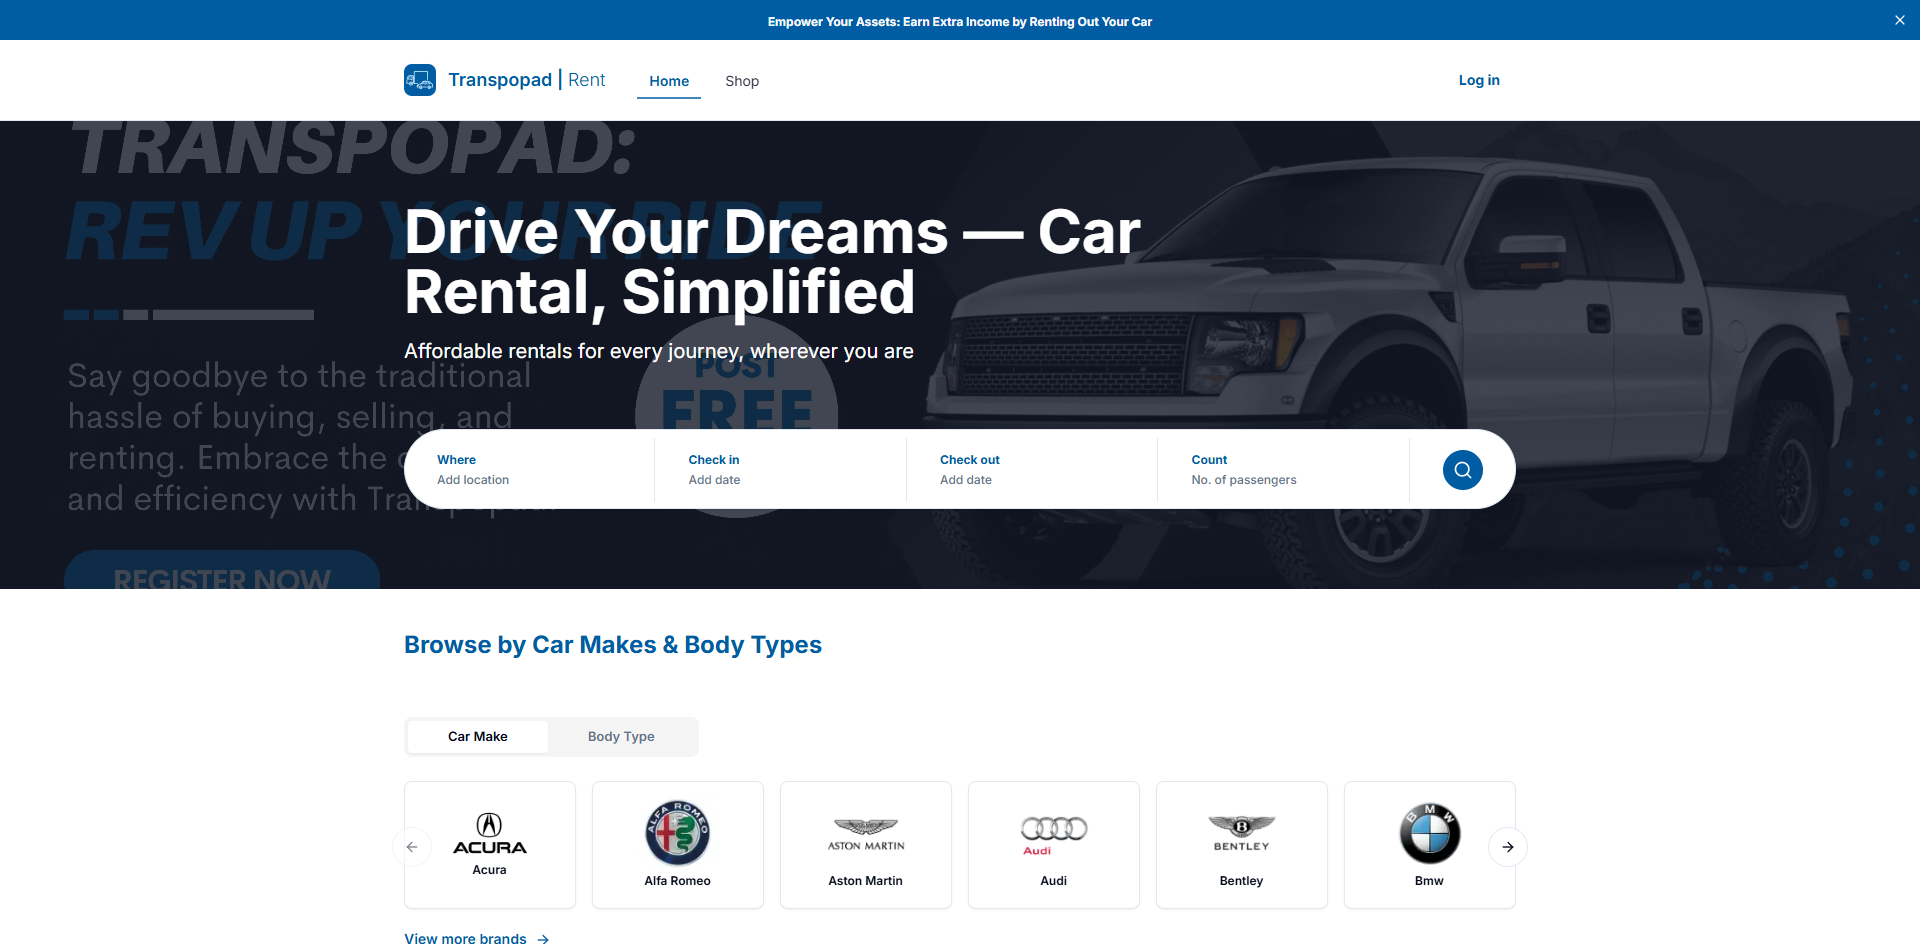 Empower Your Assets: Earn Extra Income by Renting Out Your Car
Transpopad | Rent
Home
Shop
Log in
TRANSPOPAD:
REV UP YOUR RIDE
Drive Your Dreams — Car
Rental, Simplified
Affordable rentals for every journey, wherever you are
Say goodbye to the traditional
hassle of buying, selling, and
renting. Embrace the
and efficiency with
POST
FREE
REGISTER NOW
Where
Add location
Check in
Add date
Check out
Add date
Count
No. of passengers
Browse by Car Makes & Body Types
Car Make
Body Type
ACURA
Acura
ALFA ROMEO
Alfa Romeo
ASTON MARTIN
Aston Martin
Audi
Audi
BENTLEY
Bentley
BMW
Bmw
View more brands